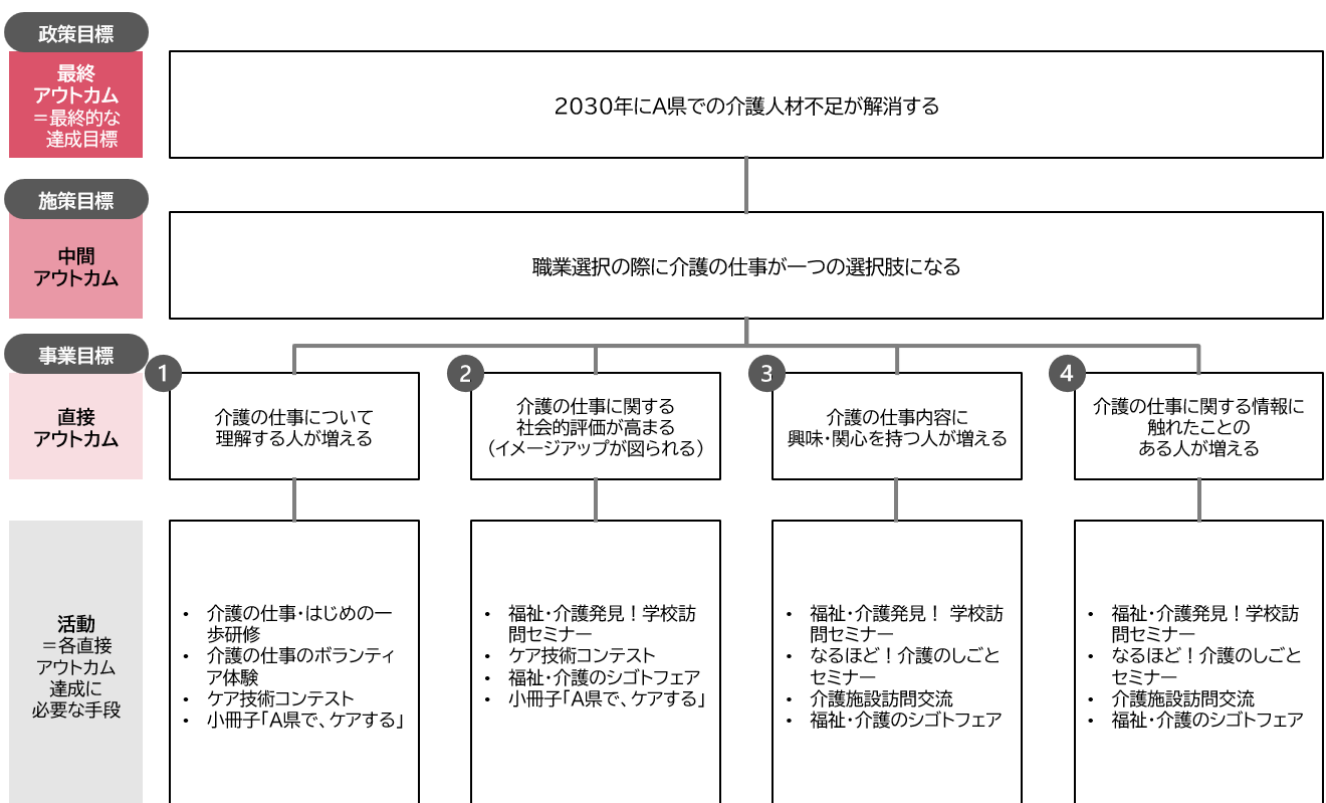 政策目標
最終
アウトカム
＝最終的な
達成目標
2030年にA県での介護人材不足が解消する
施策目標
中間
アウトカム
職業選択の際に介護の仕事が一つの選択肢になる
事業目標
直接
アウトカム
1
介護の仕事について
理解する人が増える
2
介護の仕事に関する
社会的評価が高まる
（イメージアップが図られる）
3
介護の仕事内容に
興味・関心を持つ人が増える
4
介護の仕事に関する情報に
触れたことの
ある人が増える
活動
＝各直接
アウトカム
達成に
必要な手段
• 介護の仕事・はじめの一
歩研修
• 介護の仕事のボランティ
ア体験
• ケア技術コンテスト
• 小冊子「A県で、ケアする」
• 福祉・介護発見！学校訪
問セミナー
• ケア技術コンテスト
• 福祉・介護のシゴトフェア
• 小冊子「A県で、ケアする」
• 福祉・介護発見！ 学校訪
問セミナー
• なるほど！介護のしごと
セミナー
• 介護施設訪問交流
• 福祉・介護のシゴトフェア
• 福祉・介護発見！学校訪
問セミナー
• なるほど！介護のしごと
セミナー
• 介護施設訪問交流
• 福祉・介護のシゴトフェア